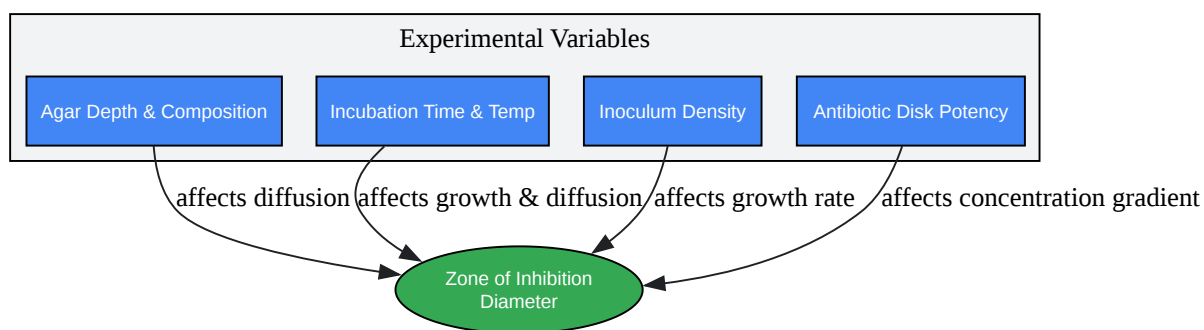 Experimental Variables
Agar Depth & Composition
Incubation Time & Temp
Inoculum Density
Antibiotic Disk Potency
affects diffusion
affects growth & diffusion
affects growth rate
affects concentration gradient
Zone of Inhibition
Diameter